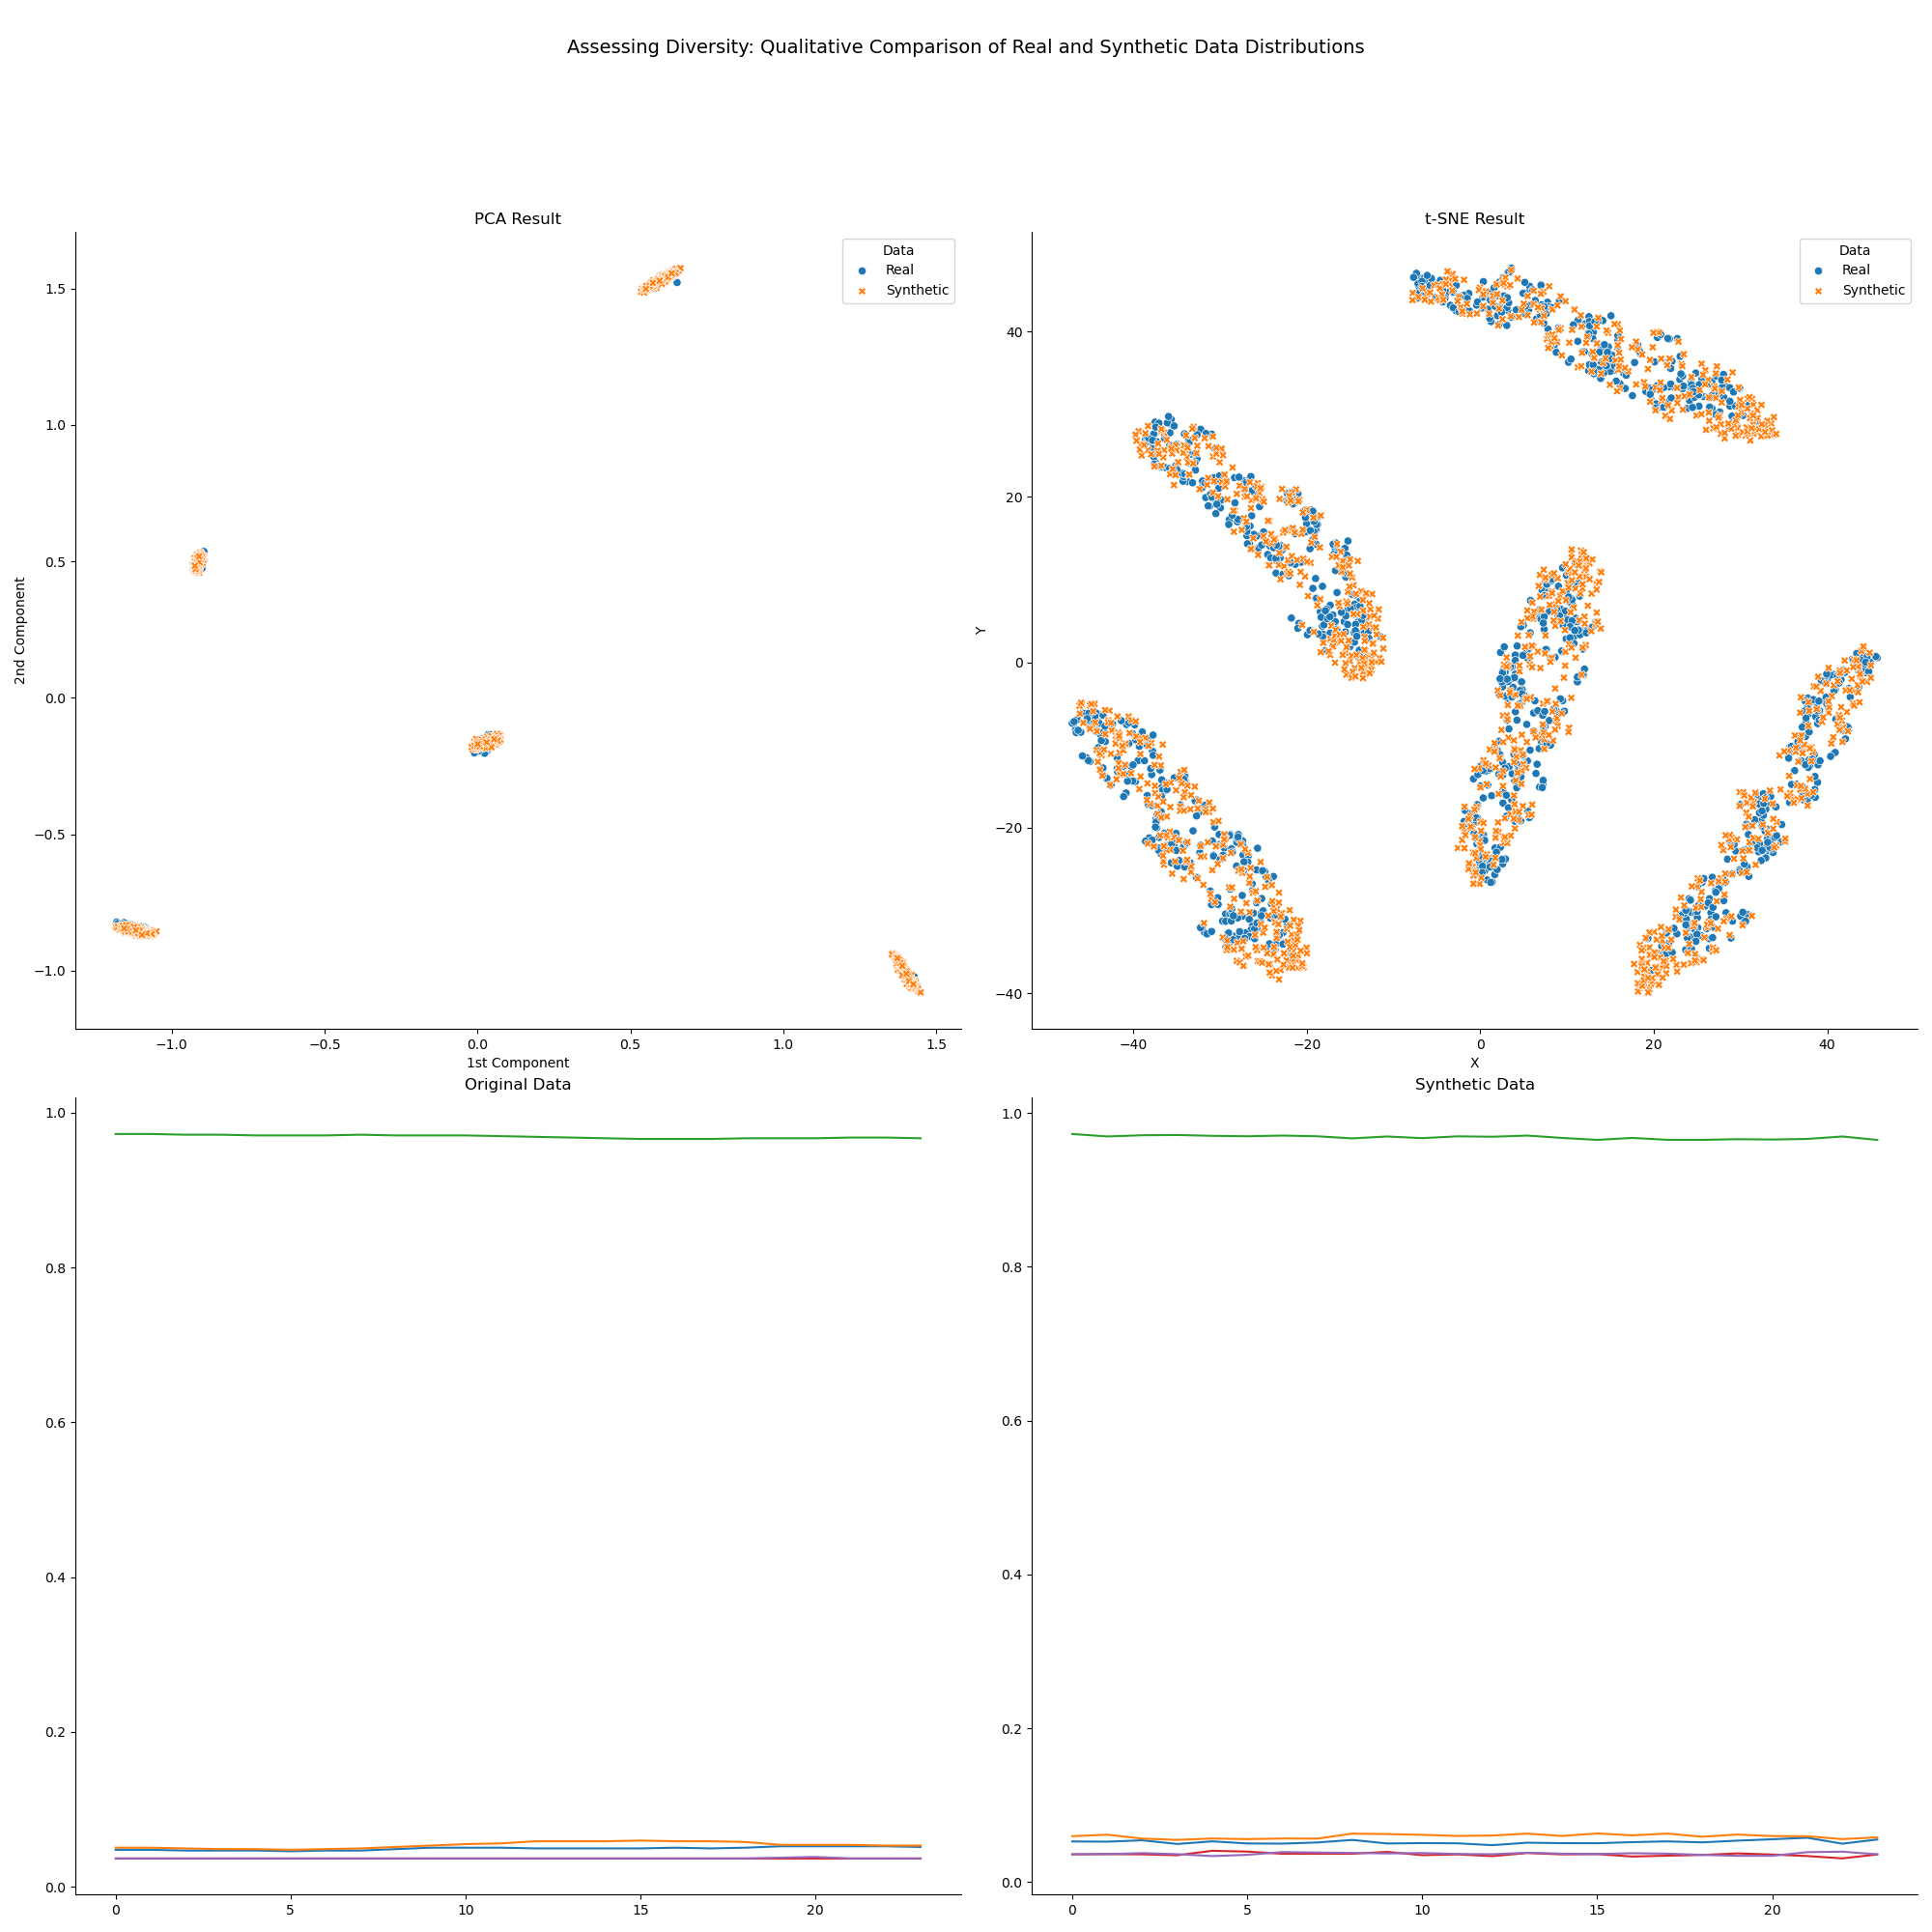 Assessing Diversity: Qualitative Comparison of Real and Synthetic Data Distributions
PCA Result
Data
Real
Synthetic
1.5
1.0
0.5
0.0
−0.5
−1.0
2nd Component
−1.0
−0.5
0.0
0.5
1.0
1.5
1st Component
t-SNE Result
Data
Real
Synthetic
40
20
0
−20
−40
Y
−40
−20
0
20
40
X
Original Data
1.0
0.8
0.6
0.4
0.2
0.0
0
5
10
15
20
Synthetic Data
1.0
0.8
0.6
0.4
0.2
0.0
0
5
10
15
20